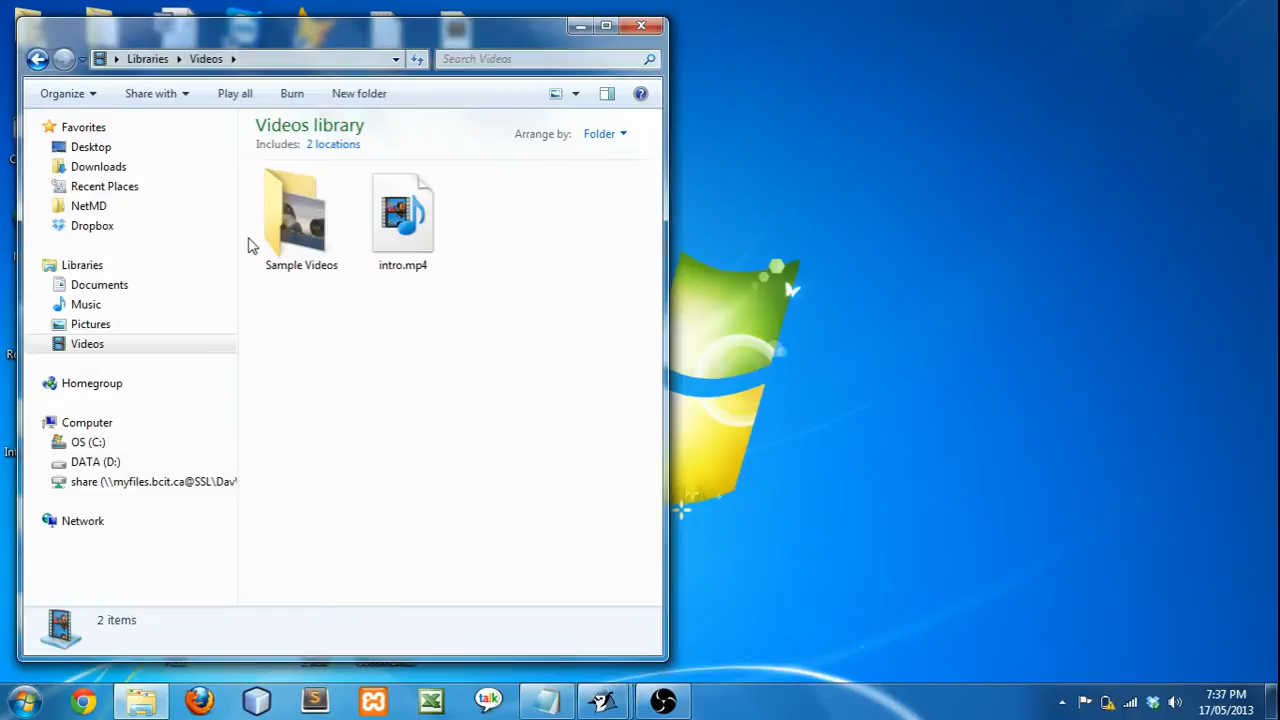 Libraries Videos
Search Videos
Organize Share with Play all Burn New folder
Favorites
Desktop
Downloads
Recent Places
NetMD
Dropbox
Libraries
Documents
Music
Pictures
Videos
Homegroup
Computer
OS (C:)
DATA (D:)
share (\\myfiles.bcit.ca@SSL\Dav
Network
Videos library
Includes: 2 locations
Arrange by: Folder
Sample Videos
intro.mp4
2 items
talk
7:37 PM
17/05/2013